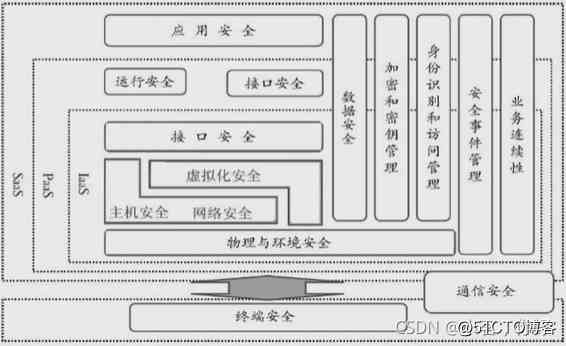 应用安全
运行安全
接口安全
接口安全
虚拟化安全
主机安全
网络安全
物理与环境安全
数据安全
加密和密钥管理
身份识别和访问管理
安全事件管理
业务连续性
SaaS
PaaS
IaaS
通信安全
终端安全
CSDN @@51CTO博客